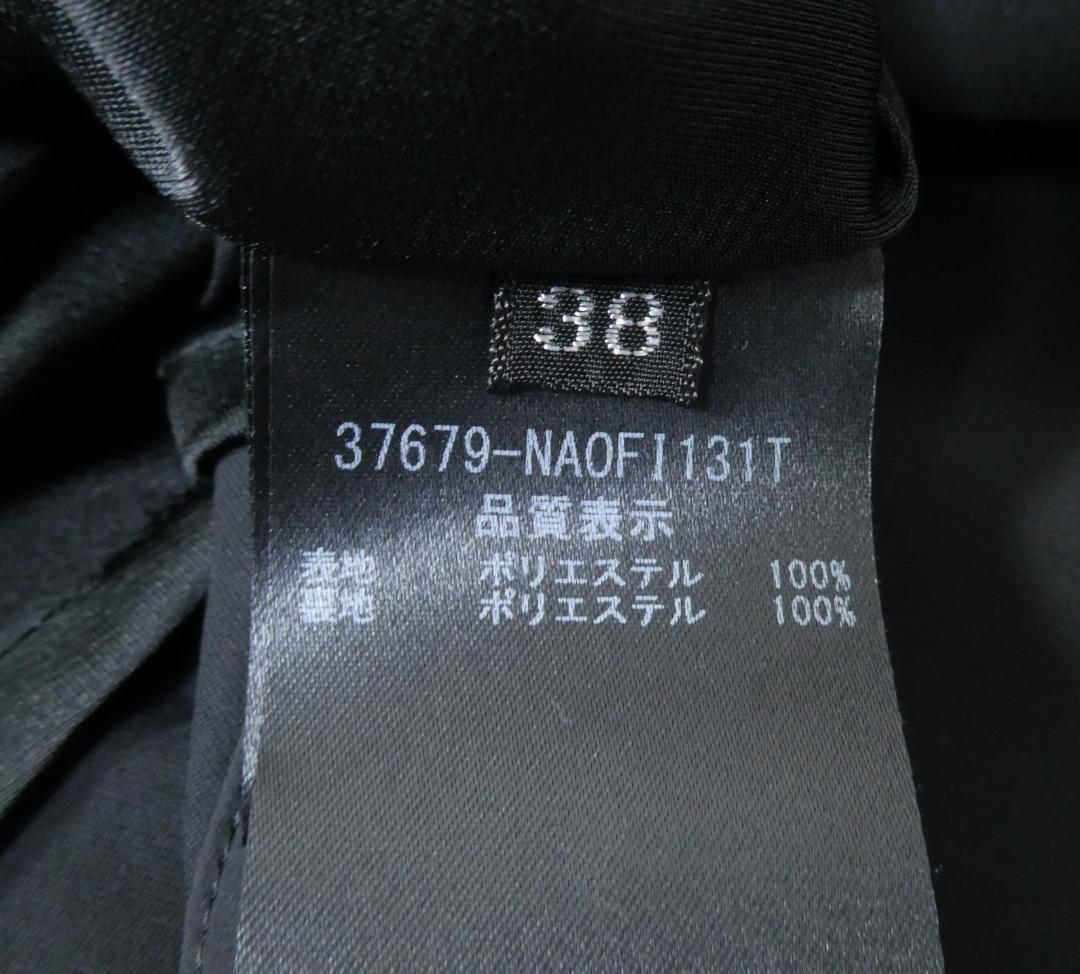 38
37679-NAOFI131T
品質表示
表地 ポリエステル 100%
裏地 ポリエステル 100%